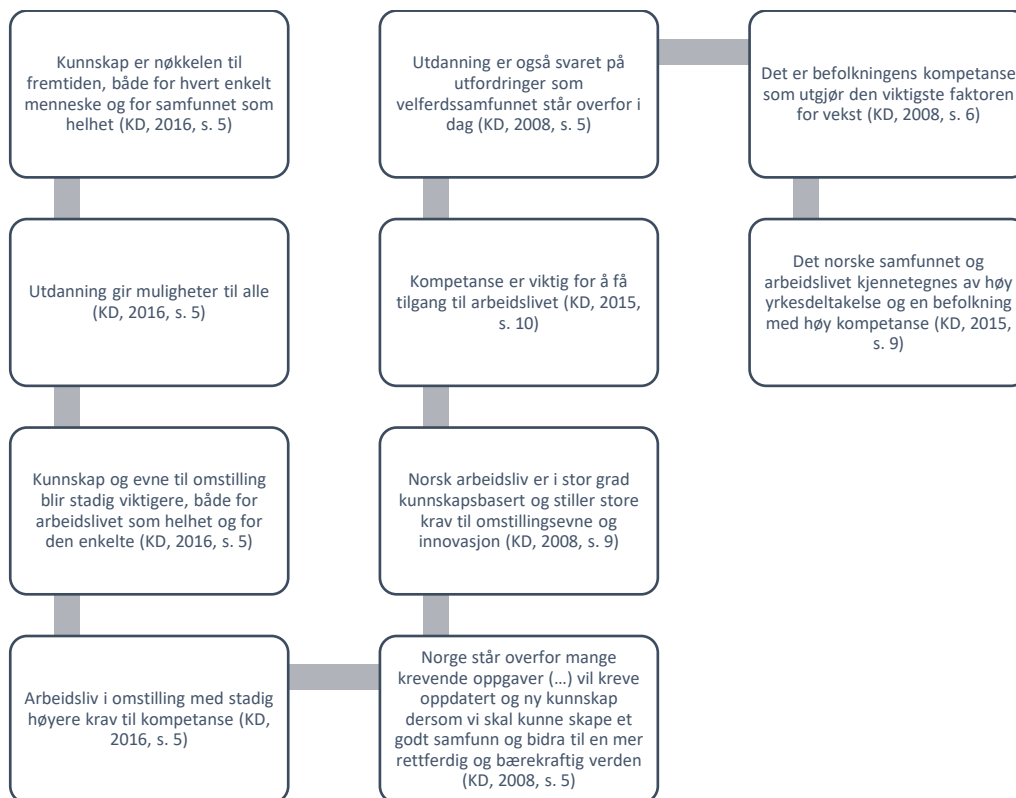 Kunnskap er nøkkelen til
fremtiden, både for hvert enkelt
menneske og for samfunnet som
helhet (KD, 2016, s. 5)
Utdanning gir muligheter til alle
(KD, 2016, s. 5)
Kunnskap og evne til omstilling
blir stadig viktigere, både for
arbeidslivet som helhet og for
den enkelte (KD, 2016, s. 5)
Arbeidsliv i omstilling med stadig
høyere krav til kompetanse (KD,
2016, s. 5)
Norge står overfor mange
krevende oppgaver (...) vil kreve
oppdatert og ny kunnskap
dersom vi skal kunne skape et
godt samfunn og bidra til en mer
rettferdig og bærekraftig verden
(KD, 2008, s. 5)
Norsk arbeidsliv er i stor grad
kunnskapsbasert og stiller store
krav til omstillingsevne og
innovasjon (KD, 2008, s. 9)
Kompetanse er viktig for å få
tilgang til arbeidslivet (KD, 2015,
s. 10)
Utdanning er også svaret på
utfordringer som
velferdssamfunnet står overfor i
dag (KD, 2008, s. 5)
Det er befolkningens kompetanse
som utgjør den viktigste faktoren
for vekst (KD, 2008, s. 6)
Det norske samfunnet og
arbeidslivet kjennetegnes av høy
yrkesdeltakelse og en befolkning
med høy kompetanse (KD, 2015,
s. 9)